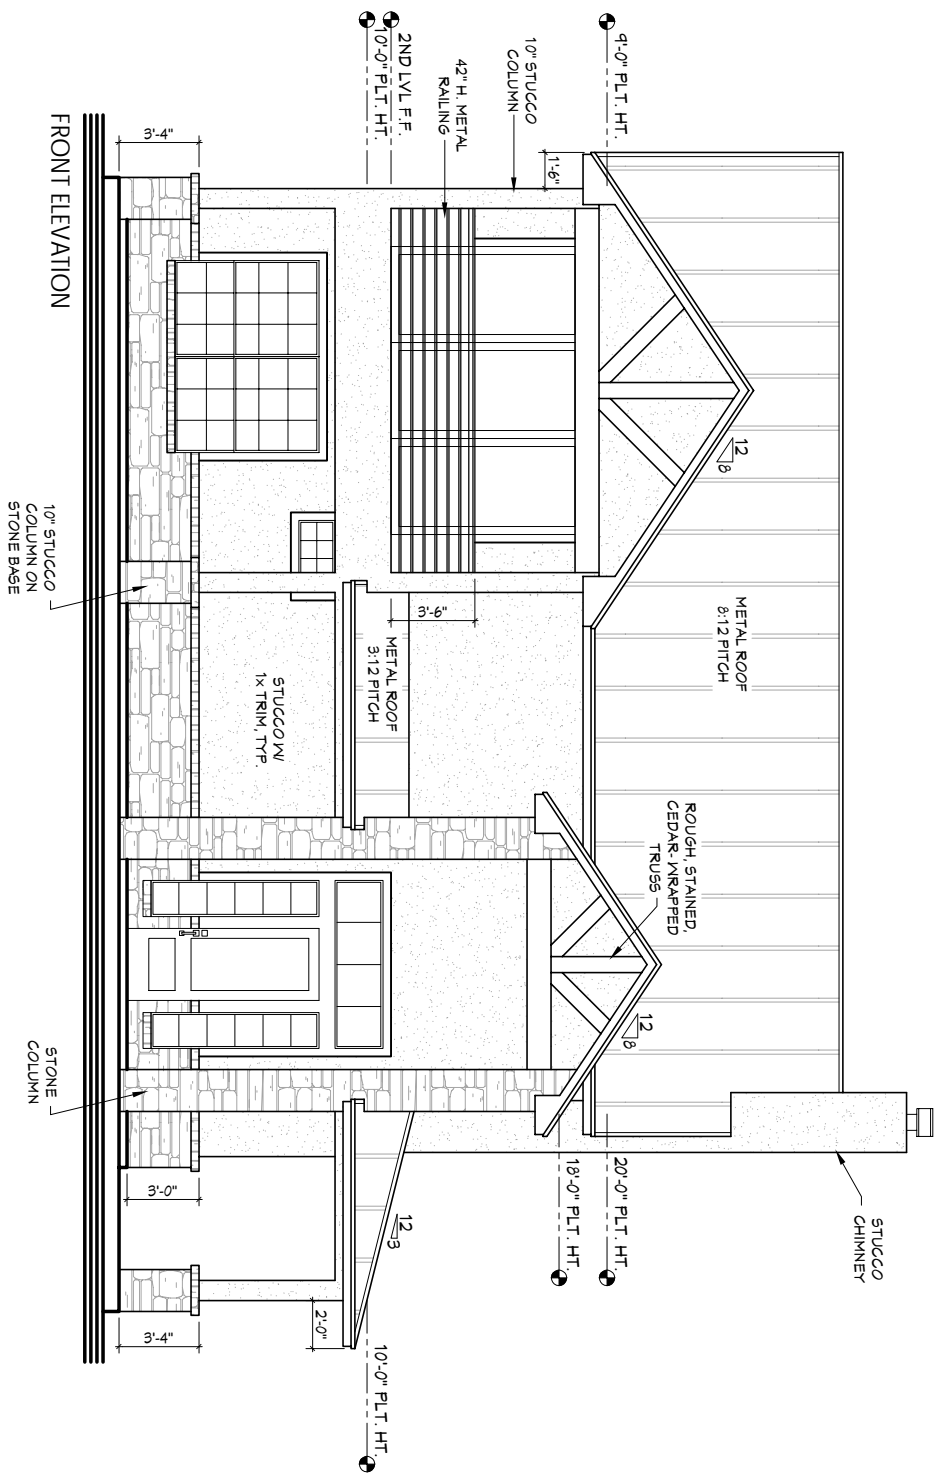 9'-0" PLT. HT.
10" STUCCO
COLUMN
42" H. METAL
RAILING
2ND LVL F.F.
10'-0" PLT. HT.
1'-6"
12
8
METAL ROOF
8:12 PITCH
ROUGH, STAINED,
CEDAR-WRAPPED
TRUSS
12
8
STUCCO
CHIMNEY
20'-0" PLT. HT.
18'-0" PLT. HT.
3'-6"
METAL ROOF
3:12 PITCH
STUCCO W/
1x TRIM, TYP.
12
3
2'-0"
10'-0" PLT. HT.
3'-4"
3'-0"
3'-4"
10" STUCCO
COLUMN ON
STONE BASE
STONE
COLUMN
FRONT ELEVATION